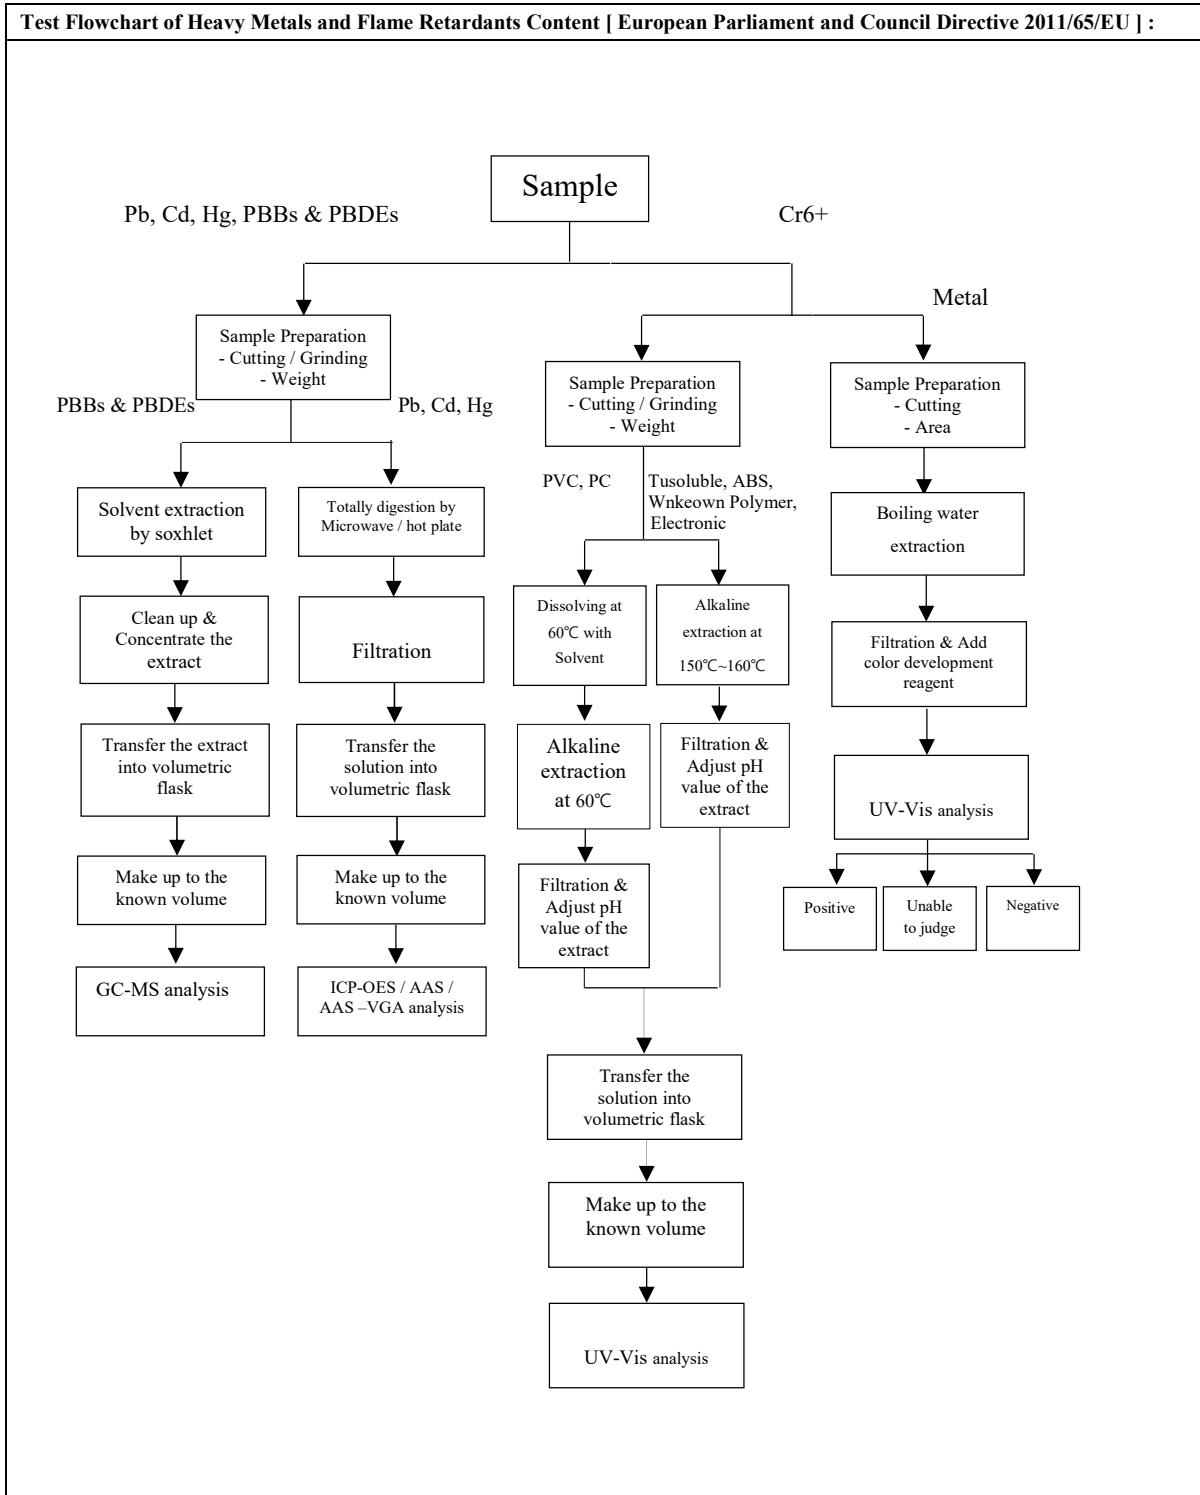 Test Flowchart of Heavy Metals and Flame Retardants Content [ European Parliament and Council Directive 2011/65/EU ] :
Sample
Pb, Cd, Hg, PBBs & PBDEs
Cr6+
Metal
Sample Preparation
- Cutting / Grinding
- Weight
PBBs & PBDEs
Pb, Cd, Hg
Solvent extraction
by soxhlet
Clean up &
Concentrate the
extract
Transfer the extract
into volumetric
flask
Make up to the
known volume
GC-MS analysis
Totally digestion by
Microwave / hot plate
Filtration
Transfer the
solution into
volumetric flask
Make up to the
known volume
ICP-OES / AAS /
AAS –VGA analysis
Sample Preparation
- Cutting / Grinding
- Weight
PVC, PC
Tusoluble, ABS,
Wnkeown Polymer,
Electronic
Dissolving at
60℃ with
Solvent
Alkaline
extraction
at 60℃
Filtration &
Adjust pH
value of the
extract
Alkaline
extraction at
150℃~160℃
Filtration &
Adjust pH
value of the
extract
Transfer the
solution into
volumetric flask
Make up to the
known volume
UV-Vis analysis
Sample Preparation
- Cutting
- Area
Boiling water
extraction
Filtration & Add
color development
reagent
UV-Vis analysis
Positive
Unable
to judge
Negative